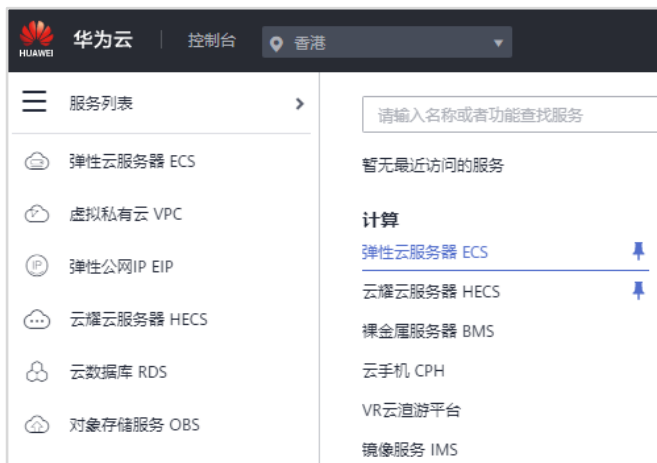 HUAWEI
华为云
控制台
香港
服务列表
弹性云服务器 ECS
虚拟私有云 VPC
IP
弹性公网IP EIP
云耀云服务器 HECS
云数据库 RDS
对象存储服务 OBS
请输入名称或者功能查找服务
暂无最近访问的服务
计算
弹性云服务器 ECS
云耀云服务器 HECS
裸金属服务器 BMS
云手机 CPH
VR云渲游平台
镜像服务 IMS